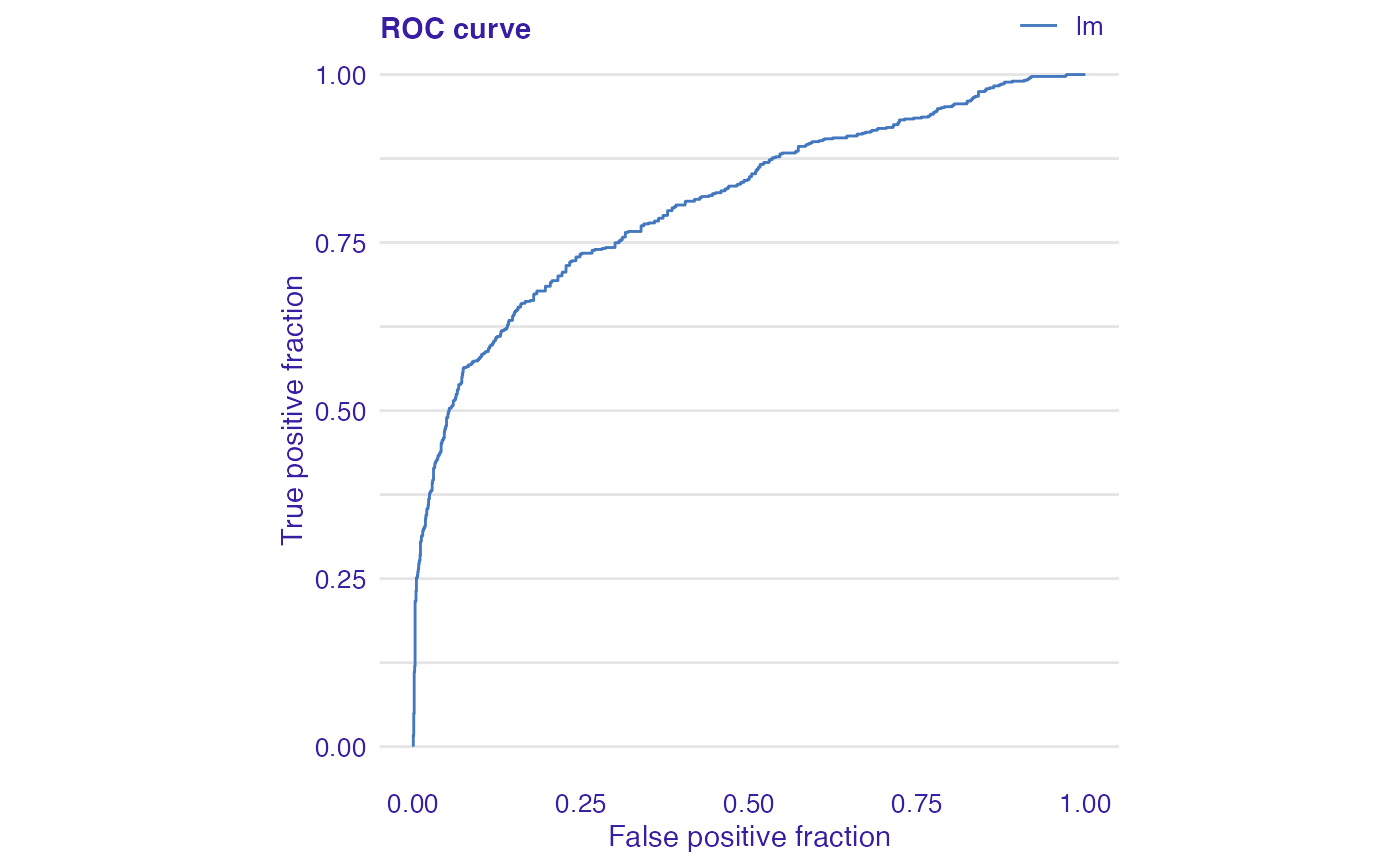 ROC curve
lm
True positive fraction
1.00
0.75
0.50
0.25
0.00
0.00 0.25 0.50 0.75 1.00
False positive fraction